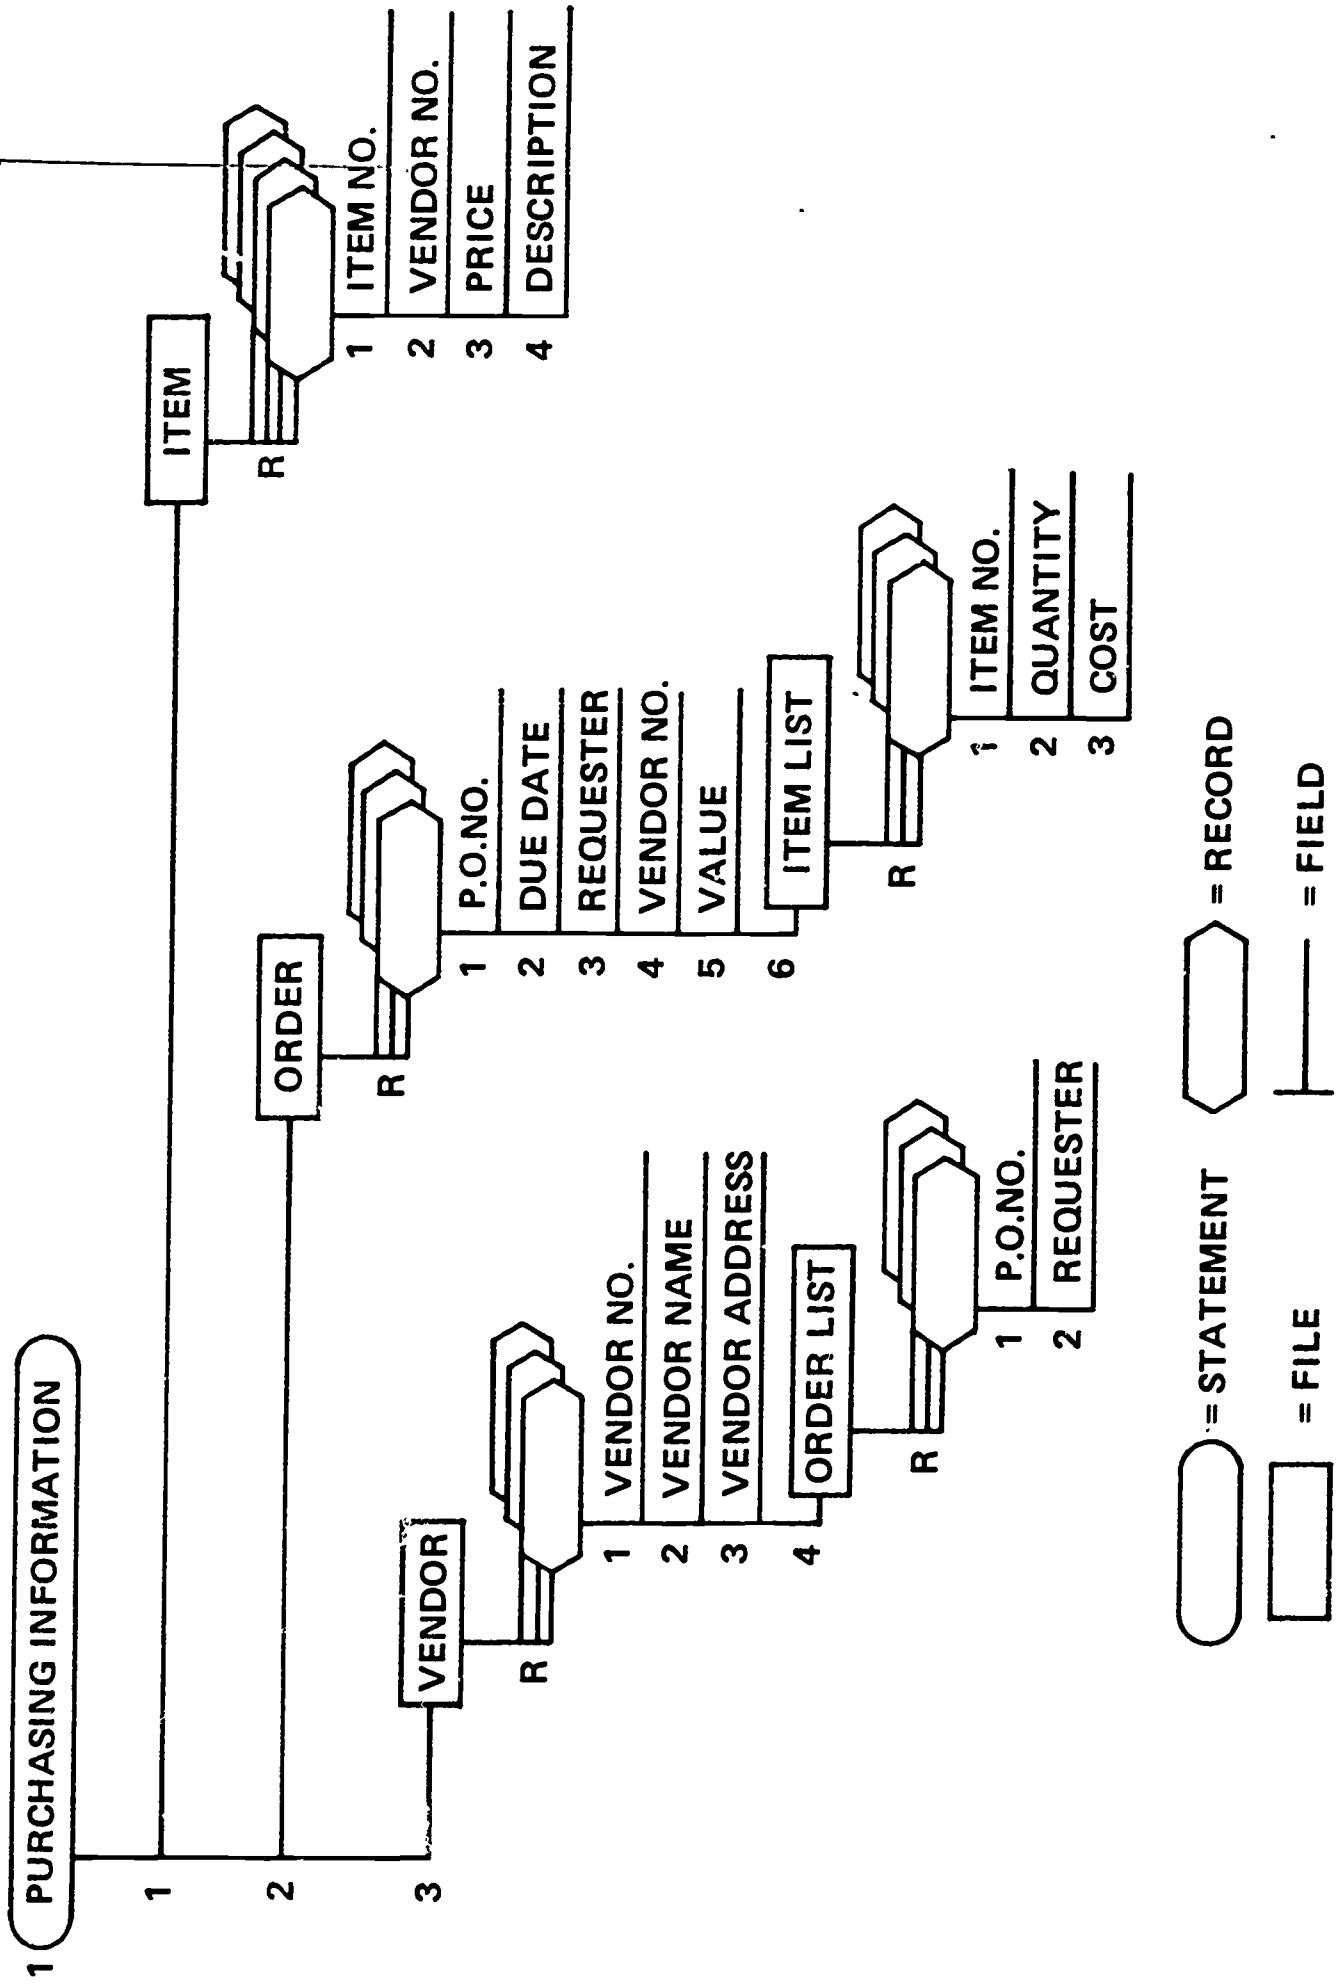 1 PURCHASING INFORMATION
1
ITEM
R
1 ITEM NO.
2 VENDOR NO.
3 PRICE
4 DESCRIPTION
2
ORDER
R
1 P.O.NO.
2 DUE DATE
3 REQUESTER
4 VENDOR NO.
5 VALUE
6 ITEM LIST
R
1 ITEM NO.
2 QUANTITY
3 COST
3
VENDOR
R
1 VENDOR NO.
2 VENDOR NAME
3 VENDOR ADDRESS
4 ORDER LIST
R
1 P.O.NO.
2 REQUESTER
= STATEMENT
= RECORD
= FILE
= FIELD